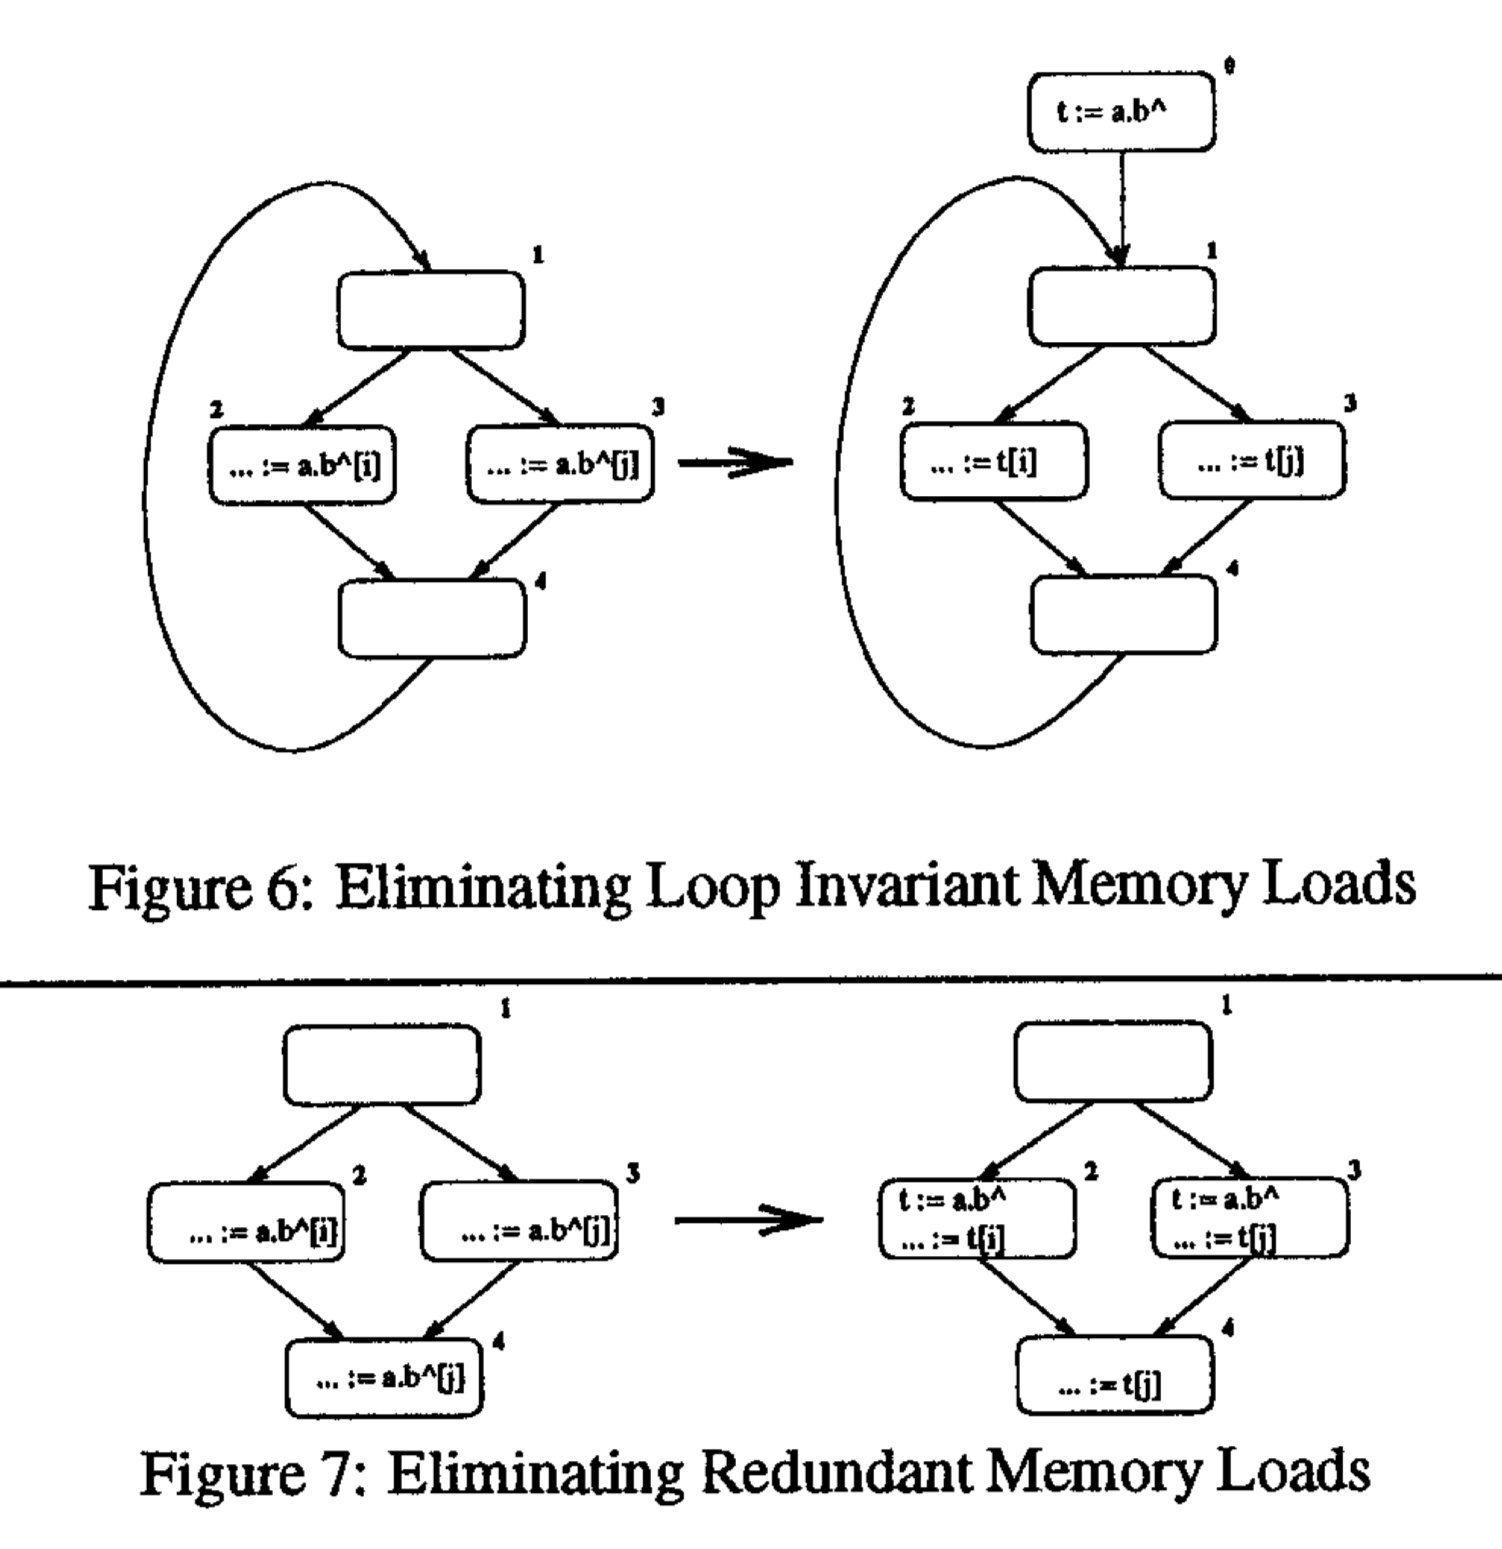 0
t := a.b^
1
1
2
3
2
3
... := a.b^[i]
... := a.b^[j]
... := t[i]
... := t[j]
4
4
Figure 6: Eliminating Loop Invariant Memory Loads
1
1
2
3
2
3
... := a.b^[i]
... := a.b^[j]
t := a.b^
... := t[i]
t := a.b^
... := t[j]
4
4
... := a.b^[j]
... := t[j]
Figure 7: Eliminating Redundant Memory Loads